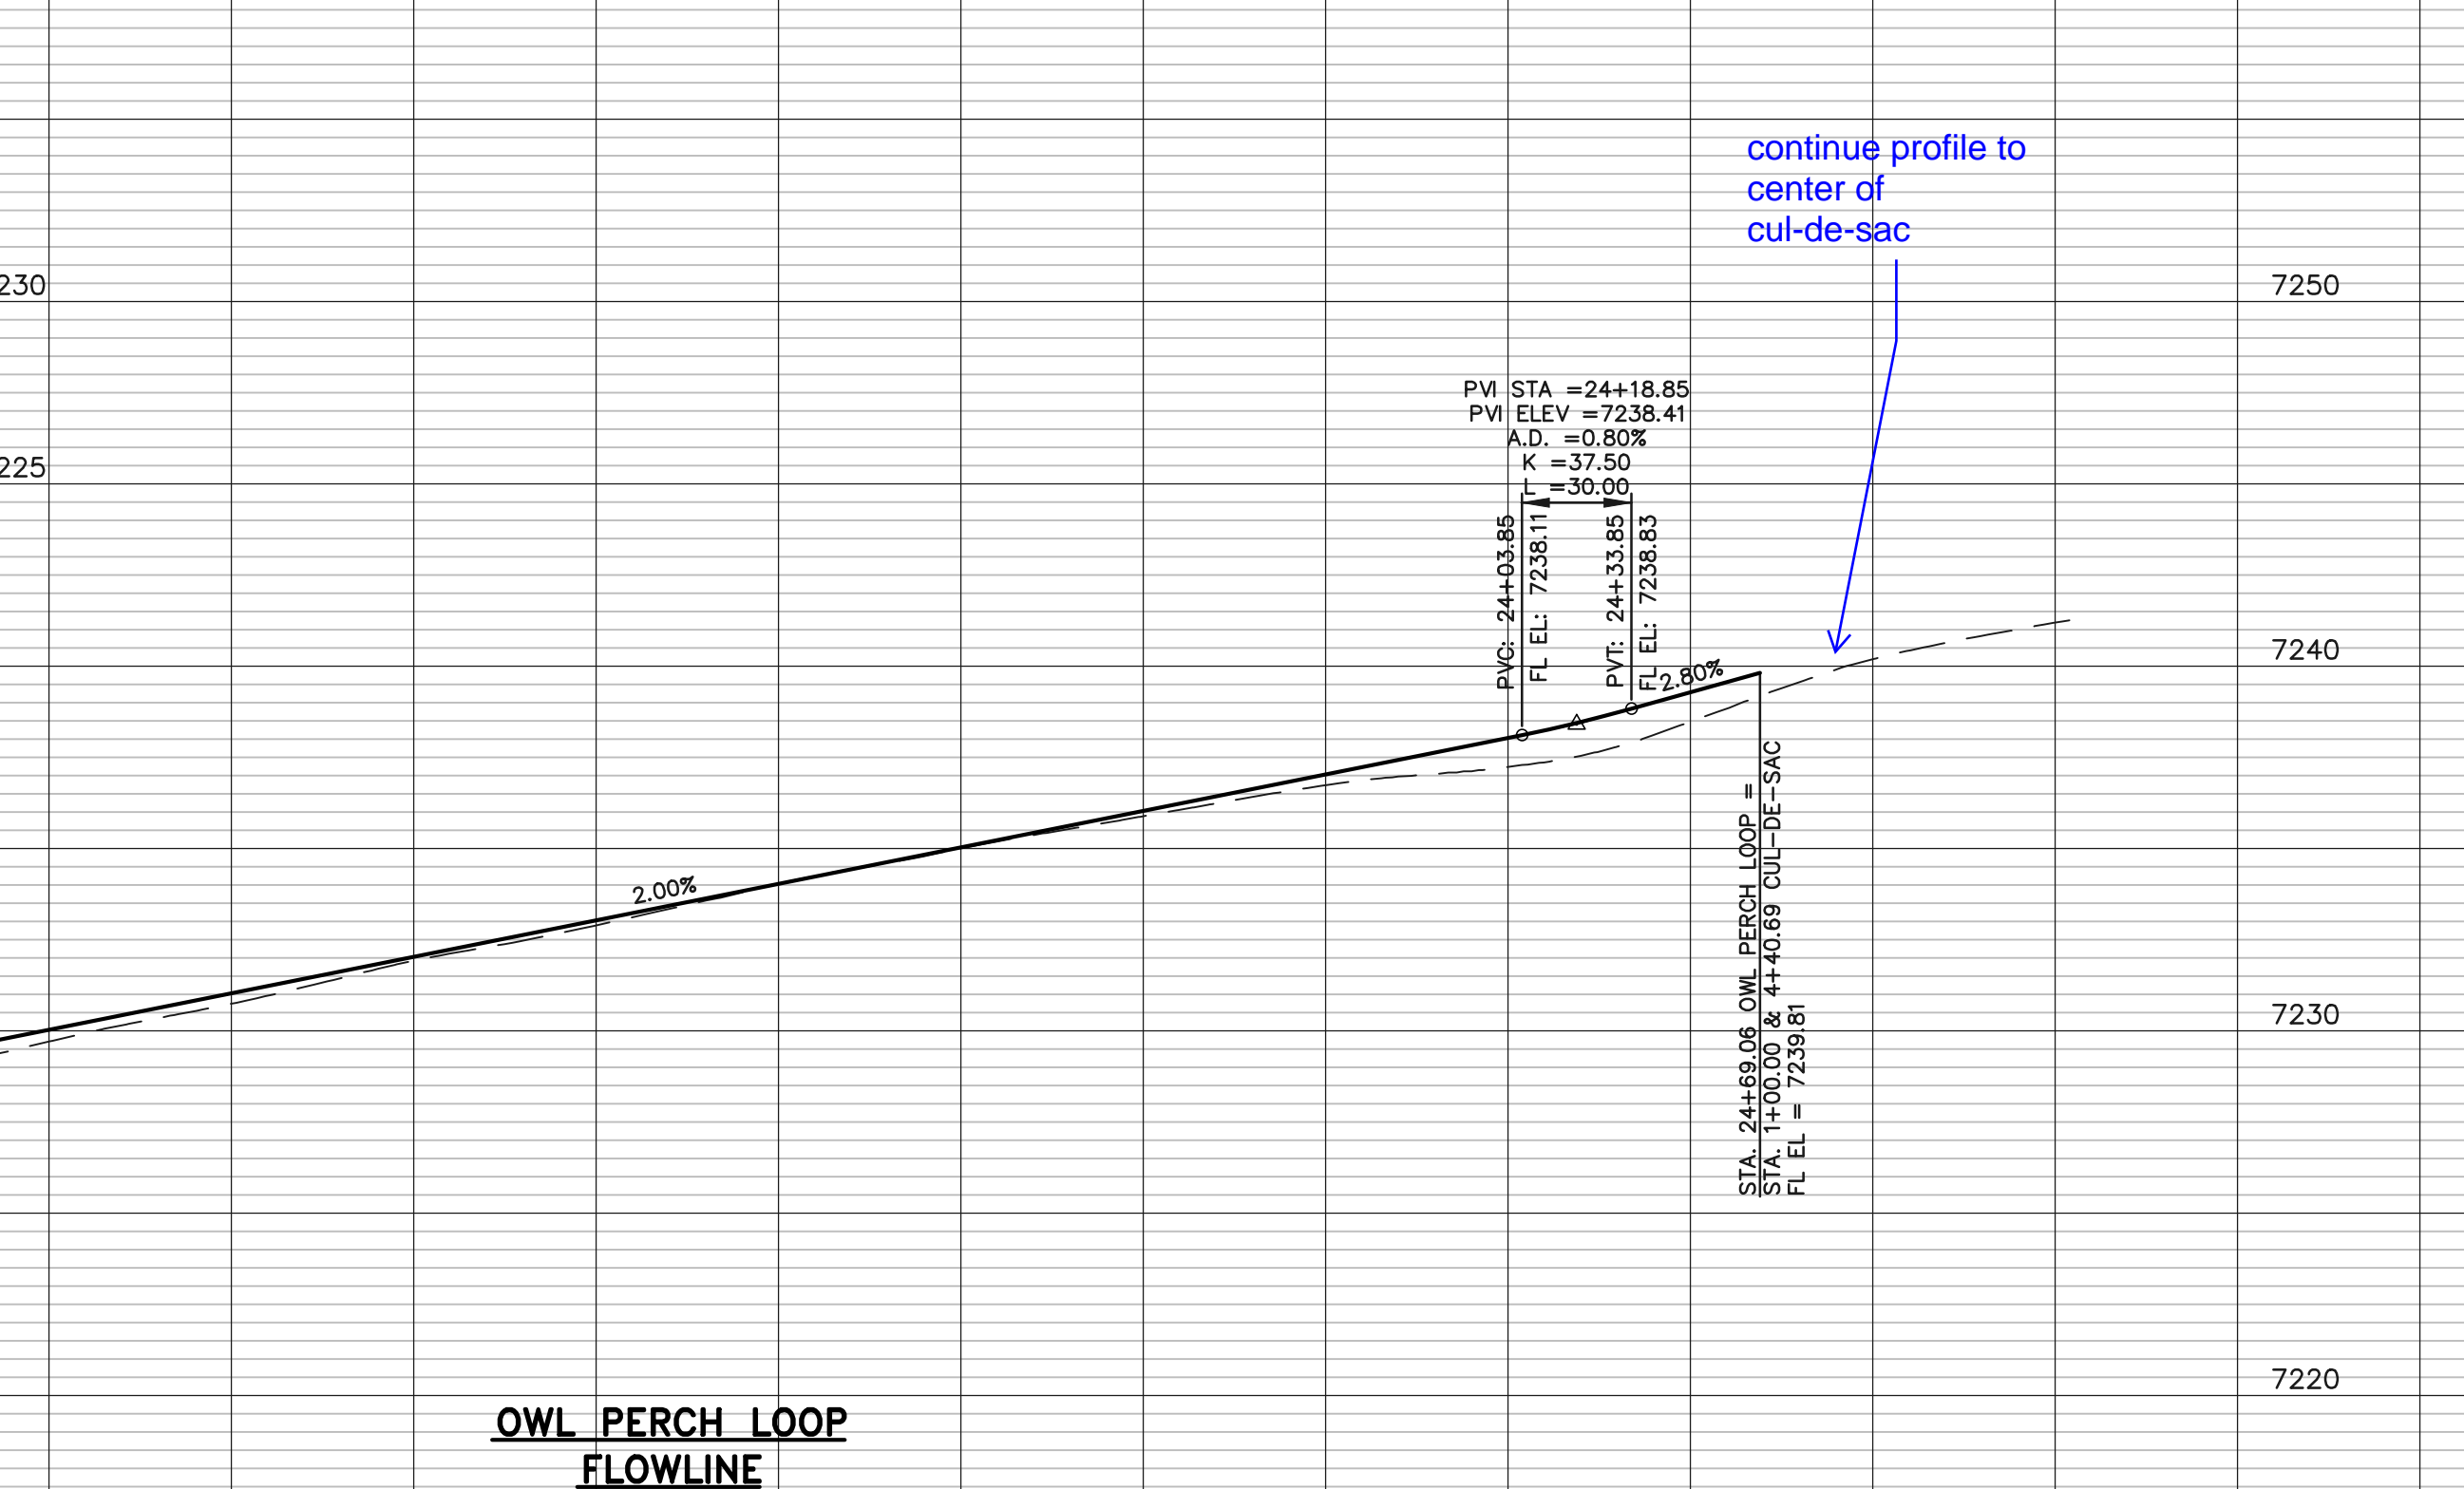 continue profile to
center of
cul-de-sac
230
7250
PVI STA =24+18.85
PVI ELEV =7238.41
A.D. =0.80%
K =37.50
L =30.00
225
PVC: 24+03.85
FL EL: 7238.11
PVT: 24+33.85
FL EL: 7238.83
2.80%
7240
2.00%
STA. 24+69.06 OWL PERCH LOOP =
STA. 1+00.00 & 4+40.69 CUL-DE-SAC
FL EL = 7239.81
7230
7220
OWL PERCH LOOP
FLOWLINE